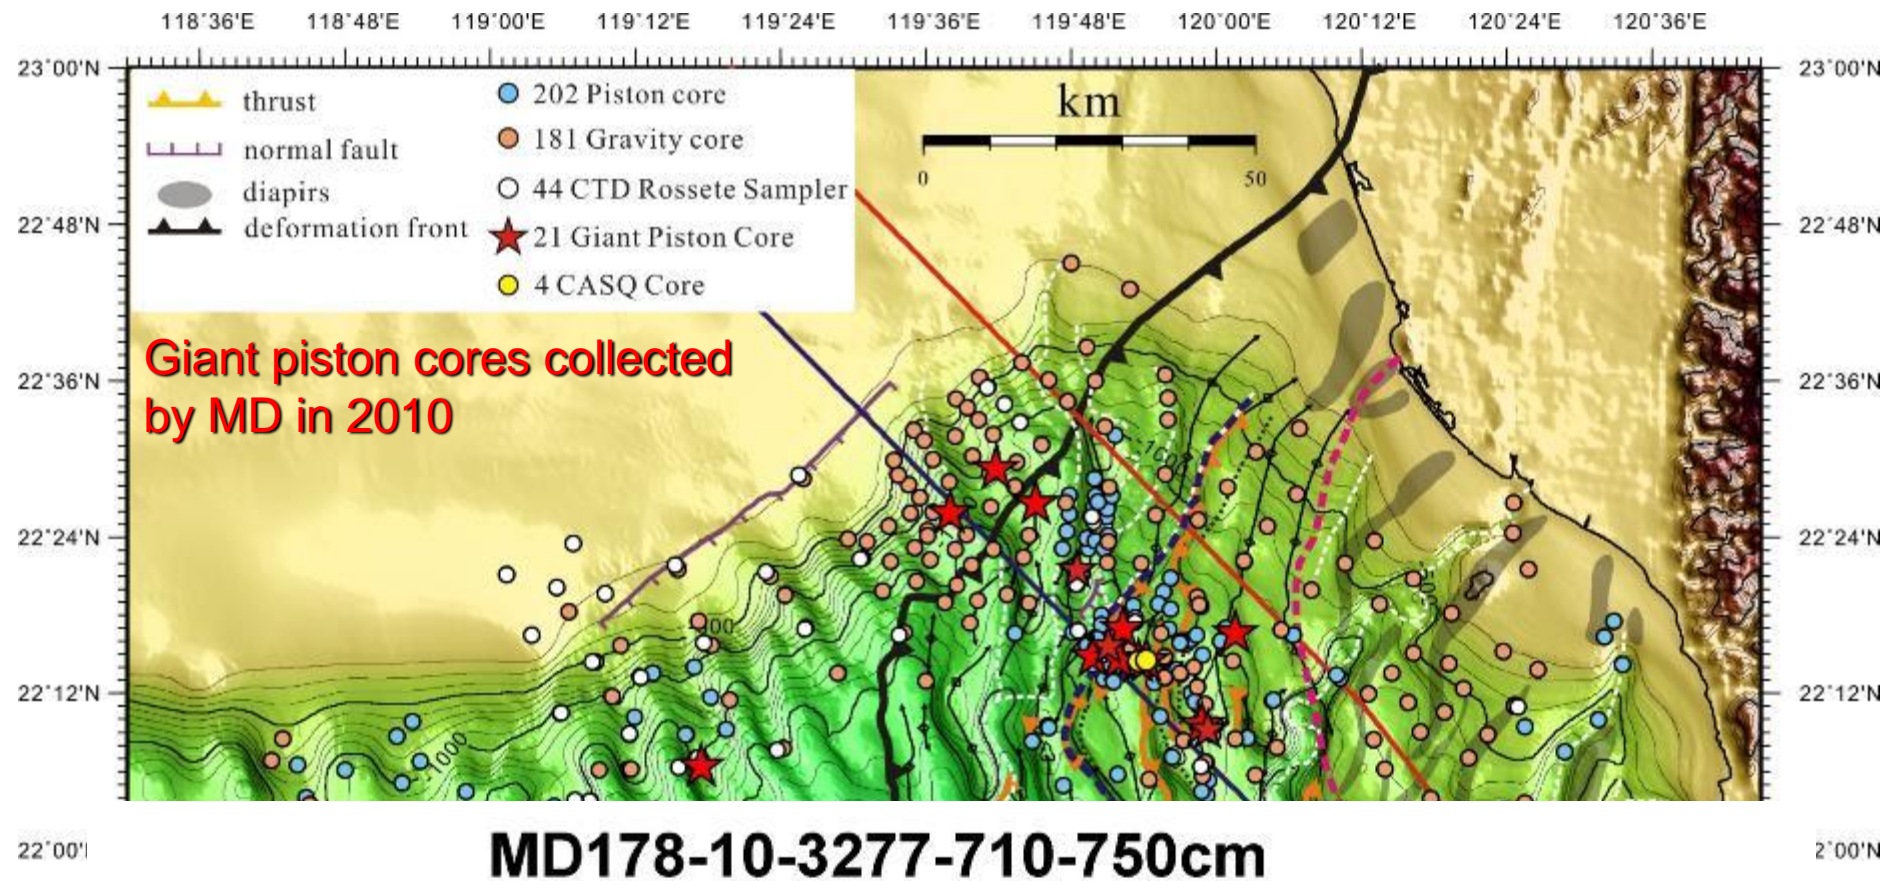 118°36'E 118°48'E 119°00'E 119°12'E 119°24'E 119°36'E 119°48'E 120°00'E 120°12'E 120°24'E 120°36'E
23°00'N 23°00'N
thrust
normal fault
diapirs
deformation front
202 Piston core
181 Gravity core
44 CTD Rossete Sampler
21 Giant Piston Core
4 CASQ Core
km
0 50
22°48'N 22°48'N
Giant piston cores collected
by MD in 2010
22°36'N 22°36'N
-1000
22°24'N 22°24'N
22°12'N 22°12'N
-1000
22°00'
2°00'N
MD178-10-3277-710-750cm